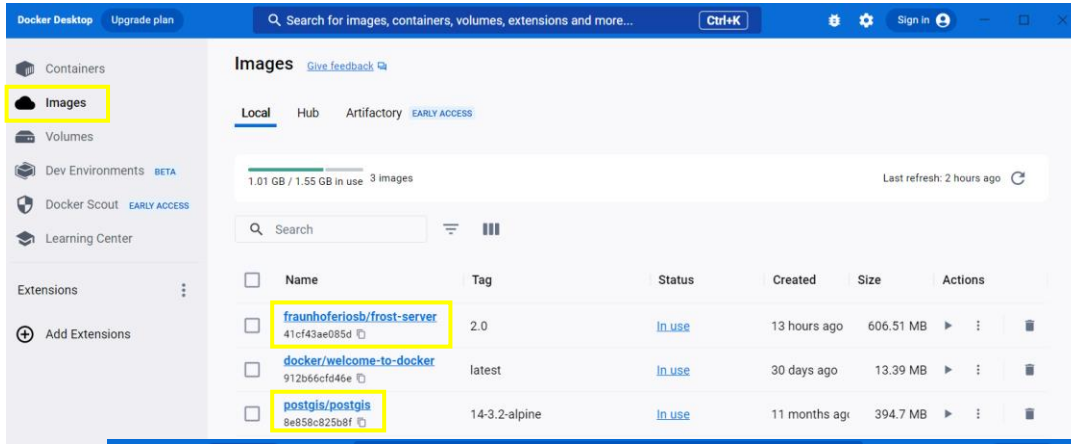 Docker Desktop Upgrade plan Search for images, containers, volumes, extensions and more... Ctrl+K Sign in
Containers
Images
Volumes
Dev Environments BETA
Docker Scout EARLY ACCESS
Learning Center
Extensions
Add Extensions
Images Give feedback
Local Hub Artifactory EARLY ACCESS
1.01 GB / 1.55 GB in use 3 images Last refresh: 2 hours ago
Search
Name Tag Status Created Size Actions
fraunhoferiosb/frost-server 2.0 In use 13 hours ago 606.51 MB
41cf43ae085d
docker/welcome-to-docker latest In use 30 days ago 13.39 MB
912b66cfd46e
postgis/postgis 14-3.2-alpine In use 11 months ago 394.7 MB
8e858c825b8f